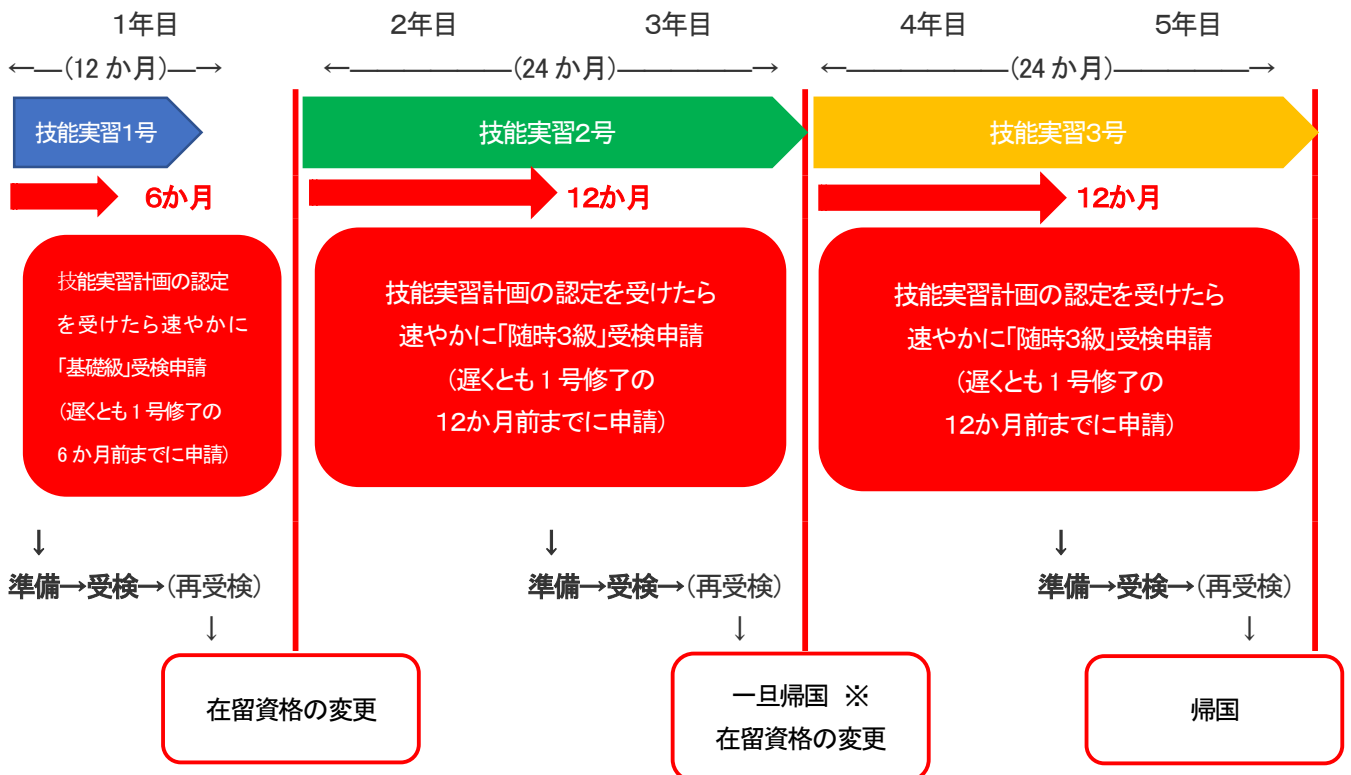 1年目 2年目 3年目 4年目 5年目
←―(12か月)―→ ←――――――(24か月)―――――→ ←――――(24か月)―――――→
技能実習1号 技能実習2号 技能実習3号
6か月 12か月 12か月
技能実習計画の認定
を受けたら速やかに
「基礎級」受検申請
(遅くとも1号修了の
6か月前までに申請)
技能実習計画の認定を受けたら
速やかに「随時3級」受検申請
(遅くとも1号修了の
12か月前までに申請)
技能実習計画の認定を受けたら
速やかに「随時3級」受検申請
(遅くとも1号修了の
12か月前までに申請)
↓ ↓ ↓
準備→受検→(再受検) 準備→受検→(再受検) 準備→受検→(再受検)
↓ ↓ ↓
在留資格の変更
一旦帰国 ※
在留資格の変更
帰国